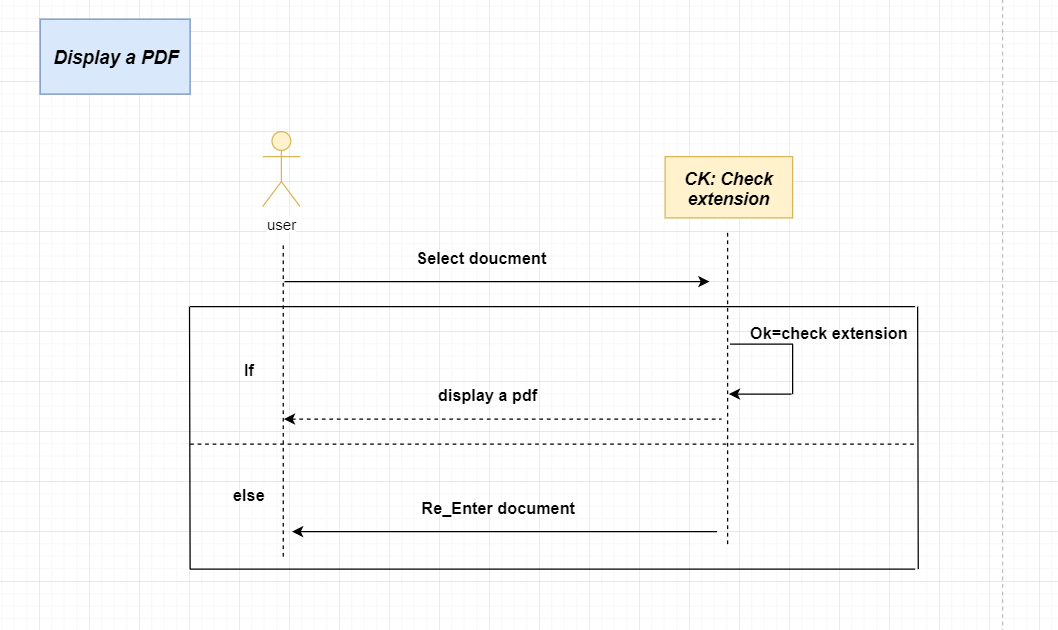 Display a PDF
user
CK: Check
extension
Select doucment
Ok=check extension
If
display a pdf
else
Re_Enter document